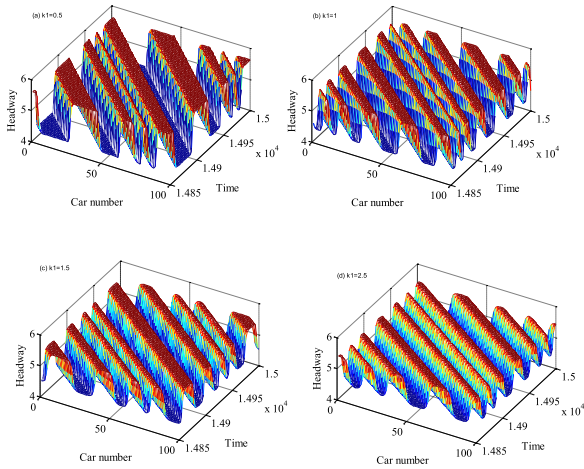 (a) k1=0.5
6
5
4
Headway
0
50
100
Car number
1.485
1.49
1.495
1.5
x 10^4
Time
(b) k1=1
6
5
4
Headway
0
50
100
Car number
1.485
1.49
1.495
1.5
x 10^4
Time
(c) k1=1.5
6
5
4
Headway
0
50
100
Car number
1.485
1.49
1.495
1.5
x 10^4
Time
(d) k1=2.5
6
5
4
Headway
0
50
100
Car number
1.485
1.49
1.495
1.5
x 10^4
Time